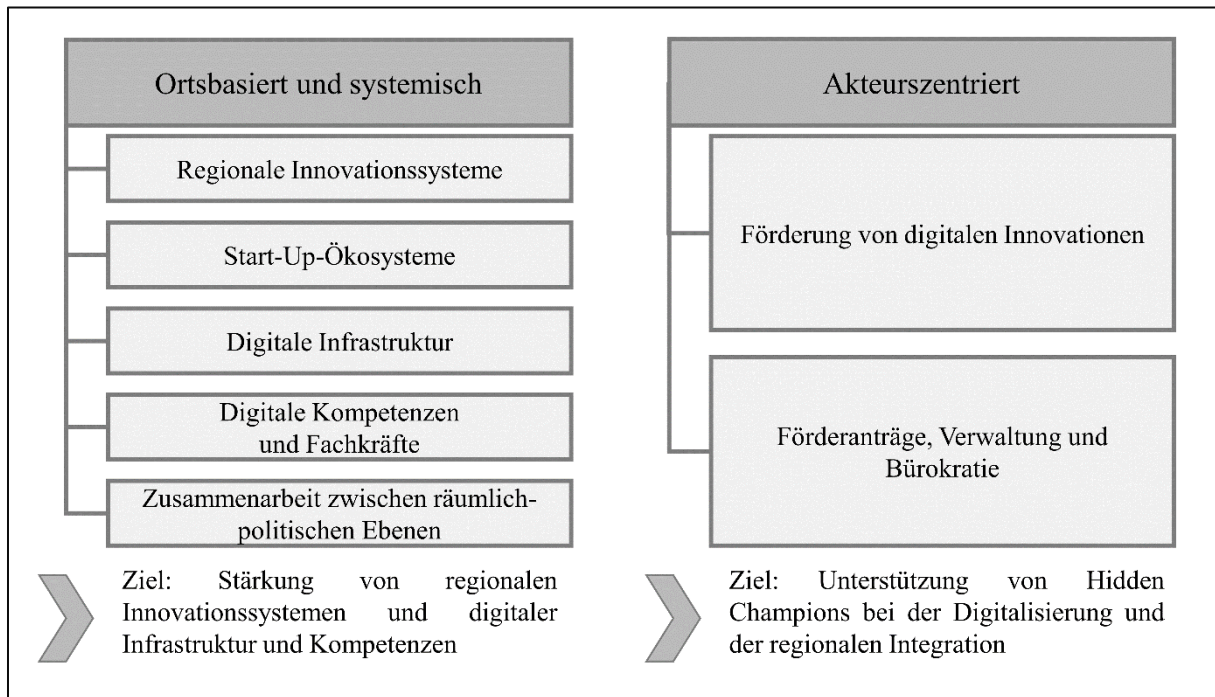 Ortsbasiert und systemisch
Regionale Innovationssysteme
Start-Up-Ökosysteme
Digitale Infrastruktur
Digitale Kompetenzen
und Fachkräfte
Zusammenarbeit zwischen räumlich-
politischen Ebenen
Ziel: Stärkung von regionalen
Innovationssystemen und digitaler
Infrastruktur und Kompetenzen
Akteurszentriert
Förderung von digitalen Innovationen
Förderanträge, Verwaltung und
Bürokratie
Ziel: Unterstützung von Hidden
Champions bei der Digitalisierung und
der regionalen Integration